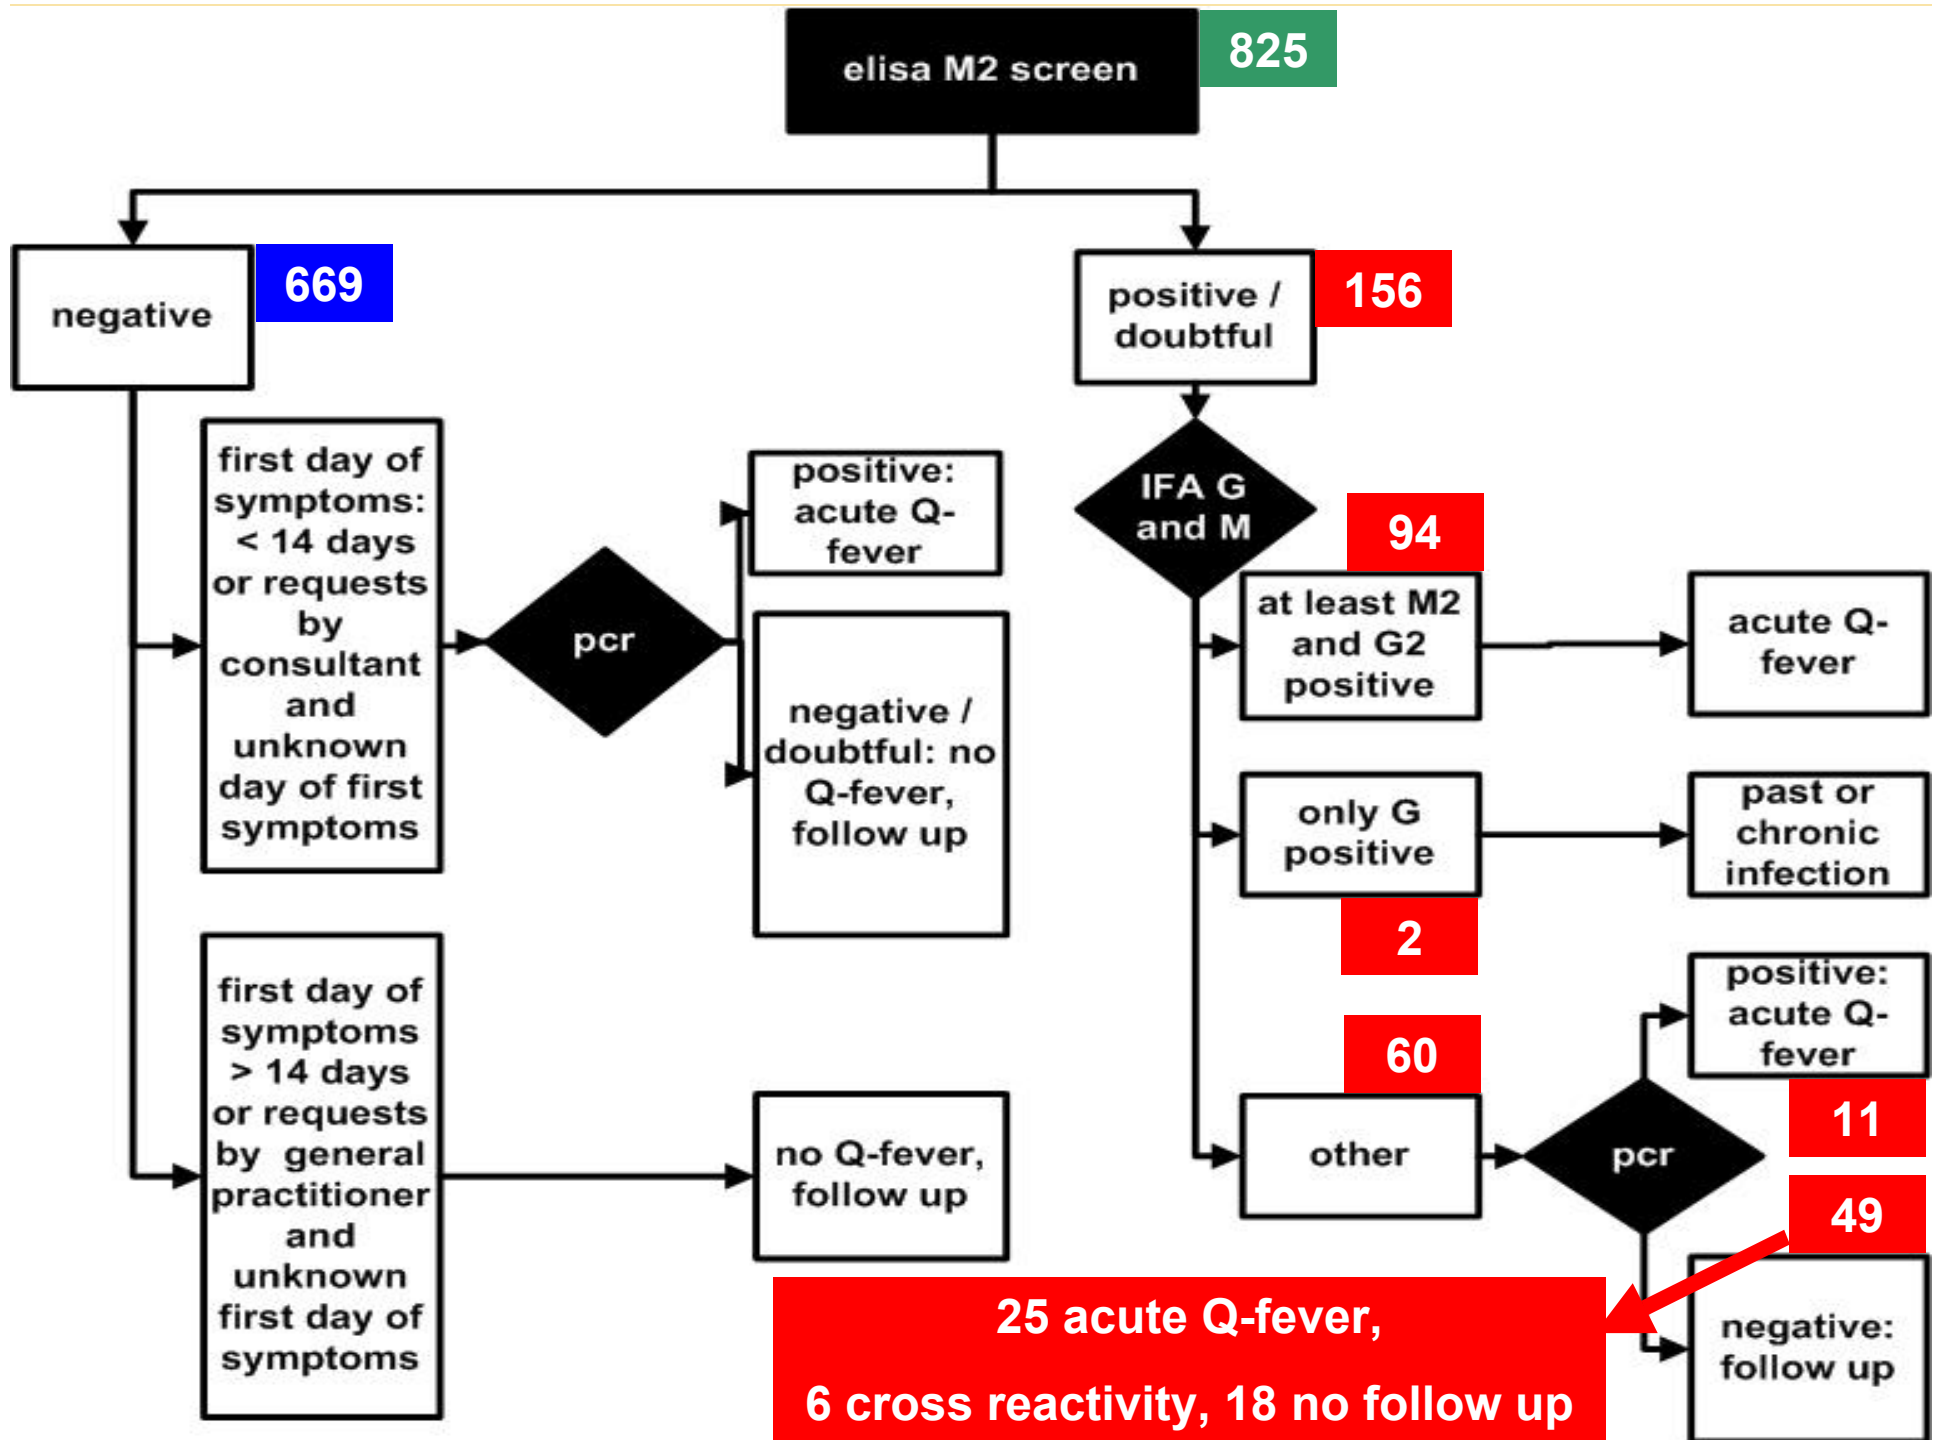 elisa M2 screen
825
negative
669
positive /
doubtful
156
first day of
symptoms:
< 14 days
or requests
by
consultant
and
unknown
day of first
symptoms
pcr
positive:
acute Q-
fever
negative /
doubtful: no
Q-fever,
follow up
first day of
symptoms
> 14 days
or requests
by general
practitioner
and
unknown
first day of
symptoms
no Q-fever,
follow up
IFA G
and M
94
at least M2
and G2
positive
acute Q-
fever
only G
positive
2
past or
chronic
infection
60
other
pcr
positive:
acute Q-
fever
11
49
negative:
follow up
25 acute Q-fever,
6 cross reactivity, 18 no follow up